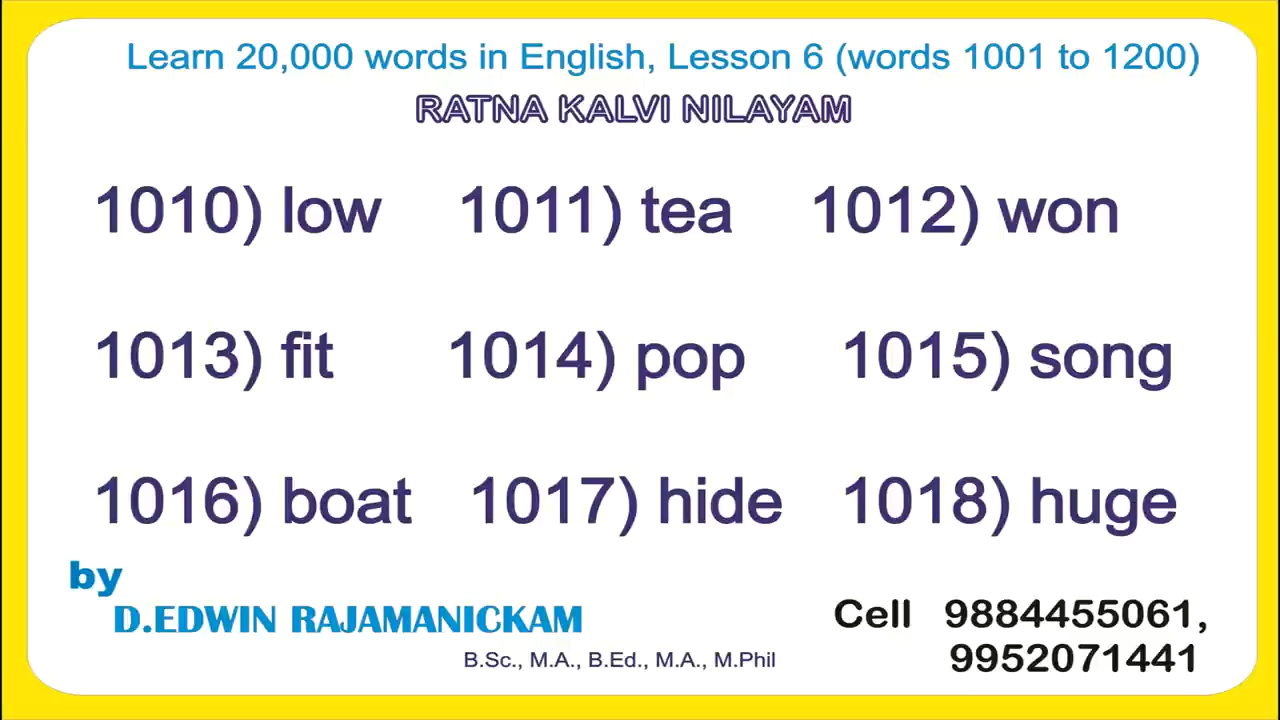 Learn 20,000 words in English, Lesson 6 (words 1001 to 1200)
RATNA KALVI NILAYAM
1010) low 1011) tea 1012) won
1013) fit 1014) pop 1015) song
1016) boat 1017) hide 1018) huge
by
D.EDWIN RAJAMANICKAM
B.Sc., M.A., B.Ed., M.A., M.Phil
Cell 9884455061,
9952071441